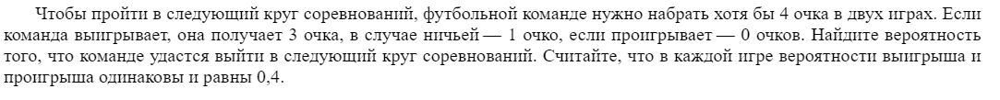 Чтобы пройти в следующий круг соревнований, футбольной команде нужно набрать хотя бы 4 очка в двух играх. Если
команда выигрывает, она получает 3 очка, в случае ничьей — 1 очко, если проигрывает — 0 очков. Найдите вероятность
того, что команде удастся выйти в следующий круг соревнований. Считайте, что в каждой игре вероятности выигрыша и
проигрыша одинаковы и равны 0,4.